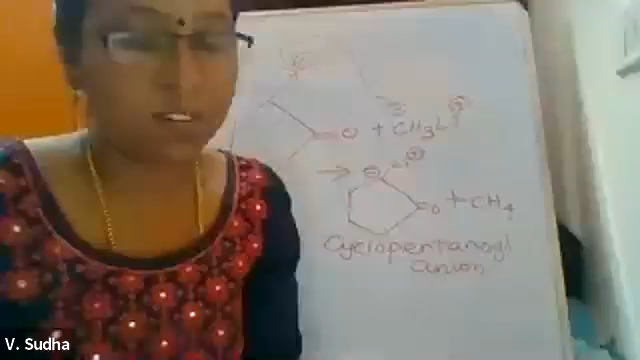 + CH3Li
→
=O + CH4
Cyclopentanoyl
anion
V. Sudha